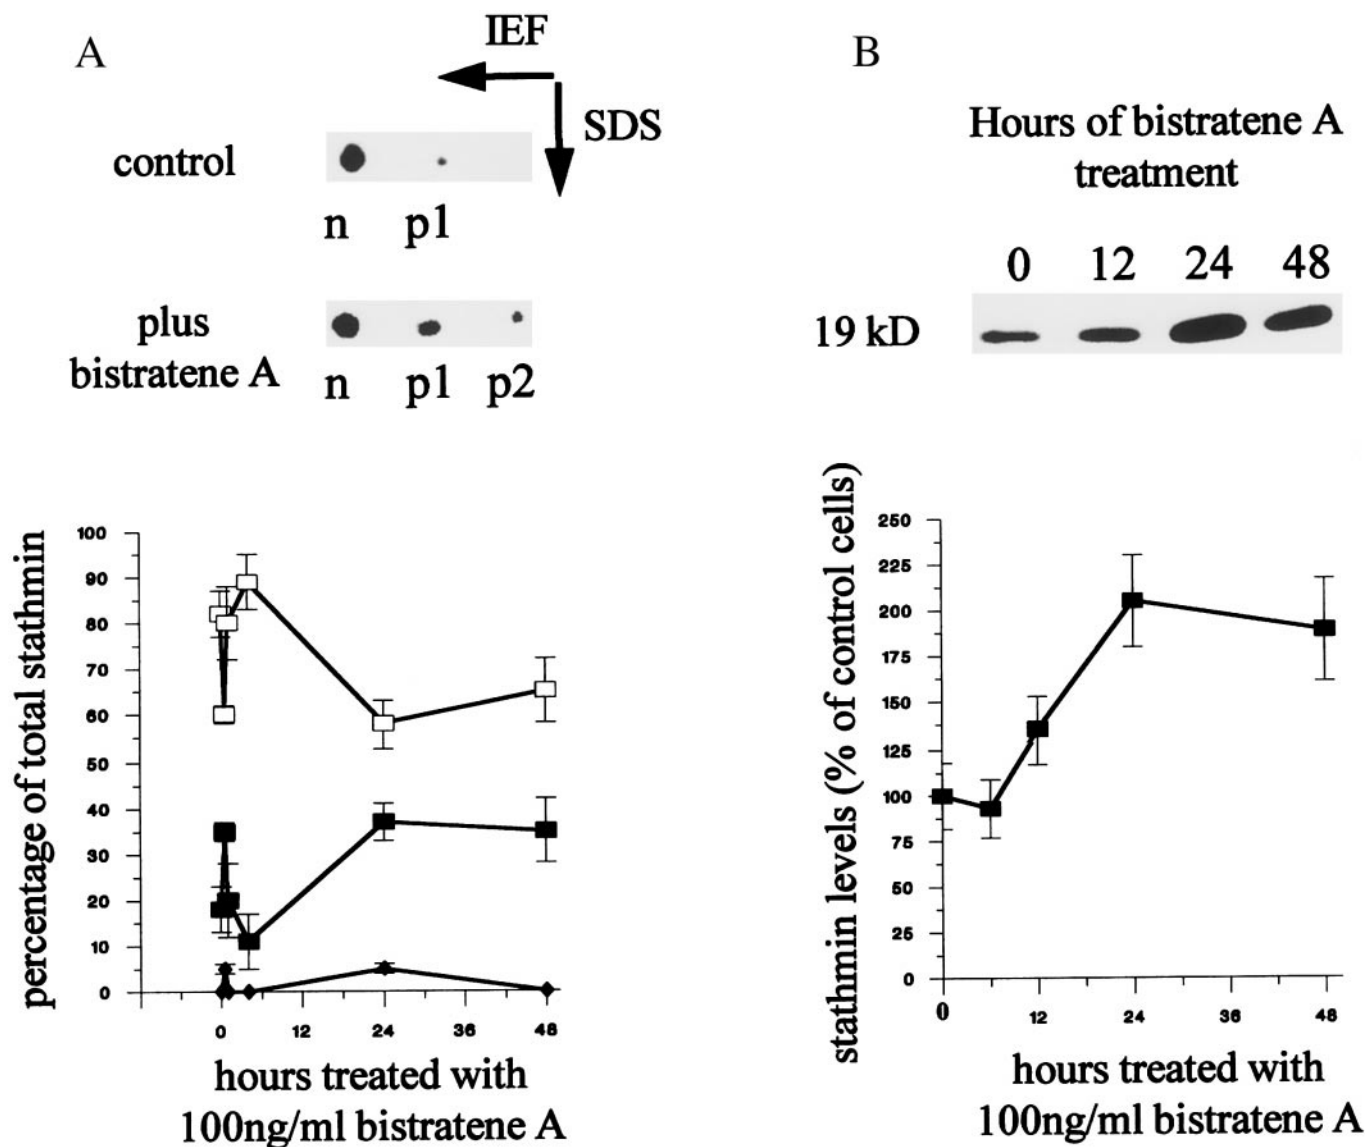 A
IEF
SDS
control
n p1
plus
bistratene A
n p1 p2
percentage of total stathmin
100
90
80
70
60
50
40
30
20
10
0
0 12 24 36 48
hours treated with
100ng/ml bistratene A
B
Hours of bistratene A
treatment
0 12 24 48
19 kD
stathmin levels (% of control cells)
250
225
200
175
150
125
100
75
50
25
0
0 12 24 36 48
hours treated with
100ng/ml bistratene A